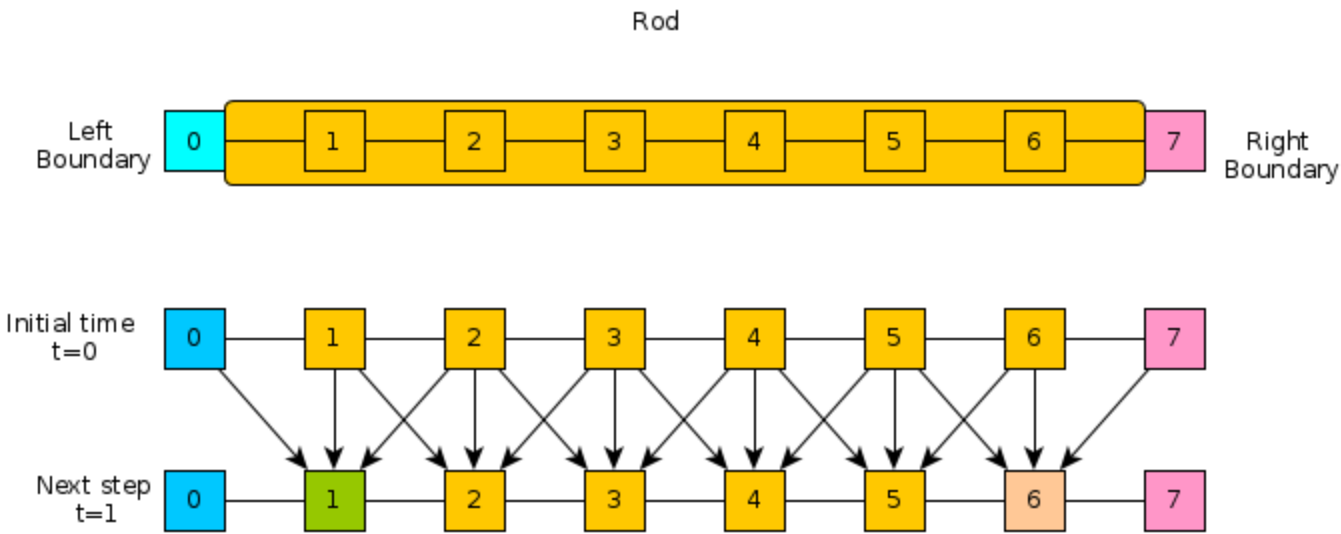 Rod
Left
Boundary
0 1 2 3 4 5 6 7
Right
Boundary
Initial time
t=0
0 1 2 3 4 5 6 7
Next step
t=1
0 1 2 3 4 5 6 7